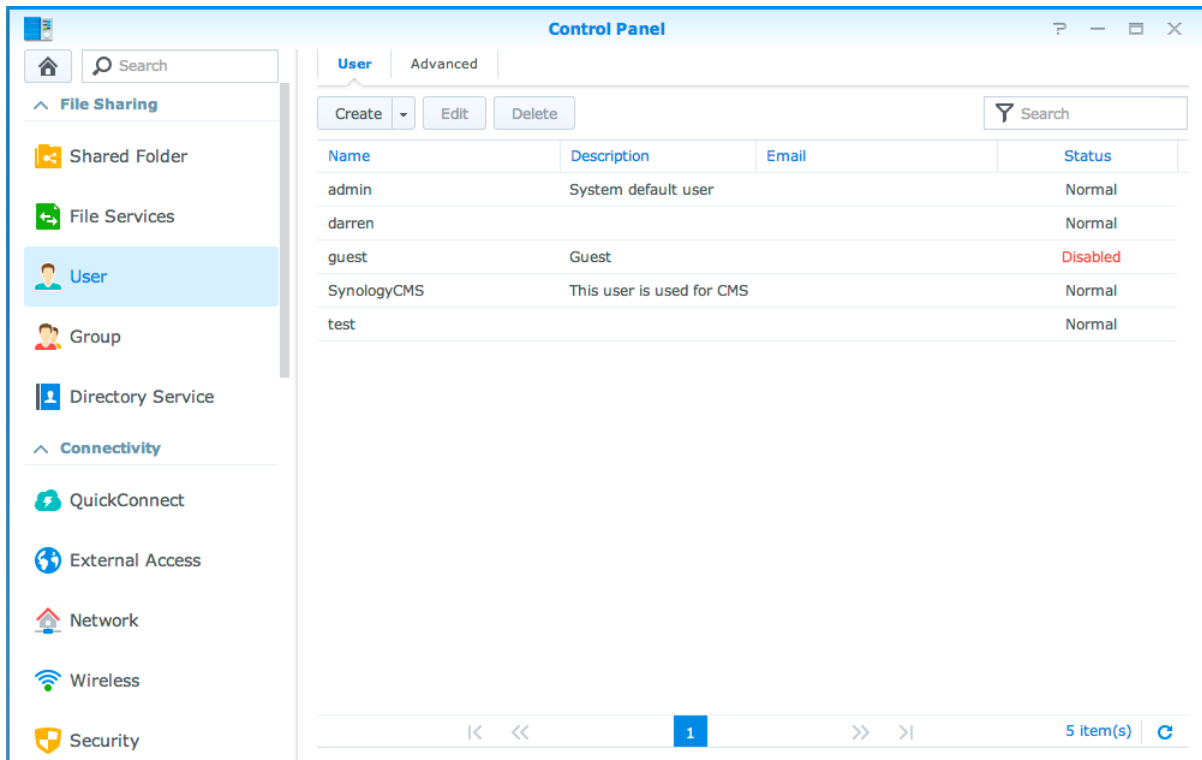 Control Panel
Search
File Sharing
Shared Folder
File Services
User
Group
Directory Service
Connectivity
QuickConnect
External Access
Network
Wireless
Security
User Advanced
Create Edit Delete Search
Name Description Email Status
admin System default user Normal
darren Normal
guest Guest Disabled
SynologyCMS This user is used for CMS Normal
test Normal
1 5 item(s)